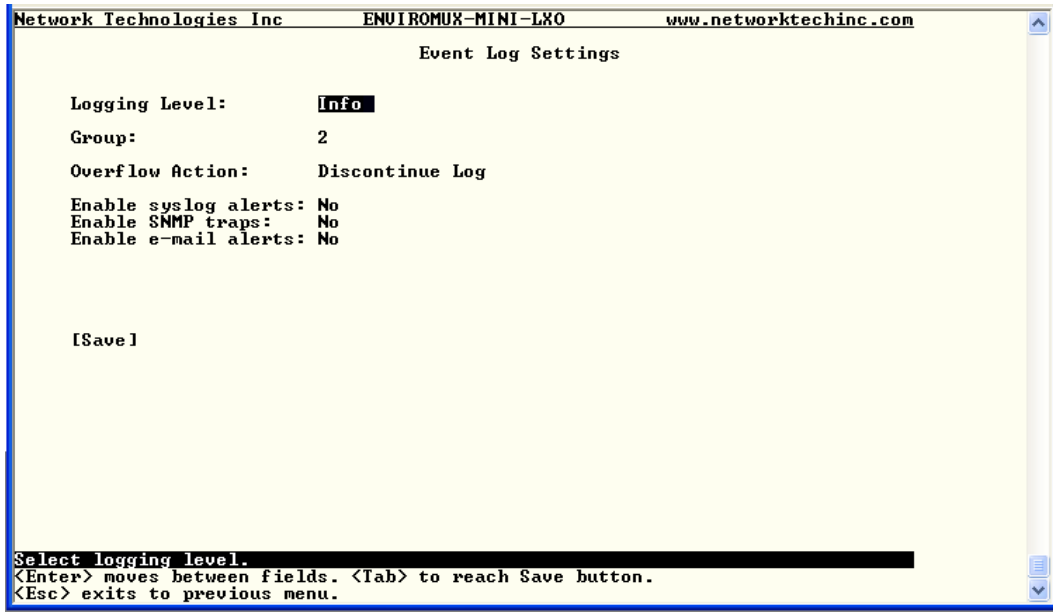 Network Technologies Inc ENVIROMUX-MINI-LXO www.networktechinc.com
Event Log Settings
Logging Level: Info
Group: 2
Overflow Action: Discontinue Log
Enable syslog alerts: No
Enable SNMP traps: No
Enable e-mail alerts: No
[Save]
Select logging level.
<Enter> moves between fields. <Tab> to reach Save button.
<Esc> exits to previous menu.